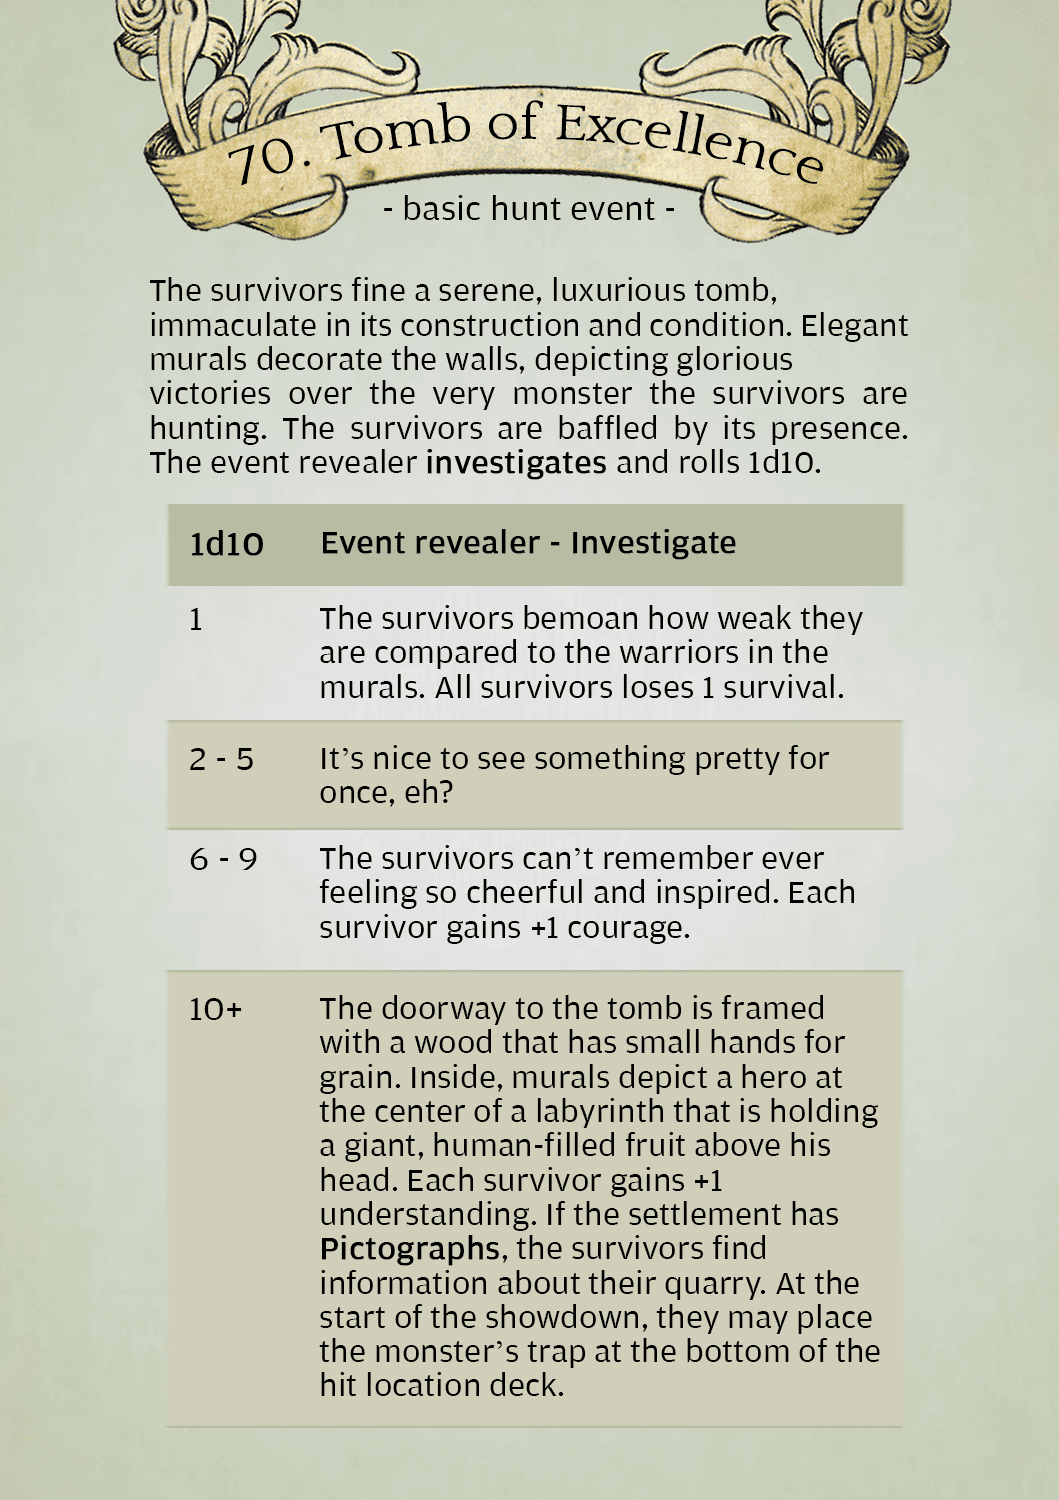 70. Tomb of Excellence
- basic hunt event -
The survivors fine a serene, luxurious tomb,
immaculate in its construction and condition. Elegant
murals decorate the walls, depicting glorious
victories over the very monster the survivors are
hunting. The survivors are baffled by its presence.
The event revealer investigates and rolls 1d10.
1d10 Event revealer - Investigate
1 The survivors bemoan how weak they
are compared to the warriors in the
murals. All survivors loses 1 survival.
2 - 5 It’s nice to see something pretty for
once, eh?
6 - 9 The survivors can’t remember ever
feeling so cheerful and inspired. Each
survivor gains +1 courage.
10+ The doorway to the tomb is framed
with a wood that has small hands for
grain. Inside, murals depict a hero at
the center of a labyrinth that is holding
a giant, human-filled fruit above his
head. Each survivor gains +1
understanding. If the settlement has
Pictographs, the survivors find
information about their quarry. At the
start of the showdown, they may place
the monster’s trap at the bottom of the
hit location deck.